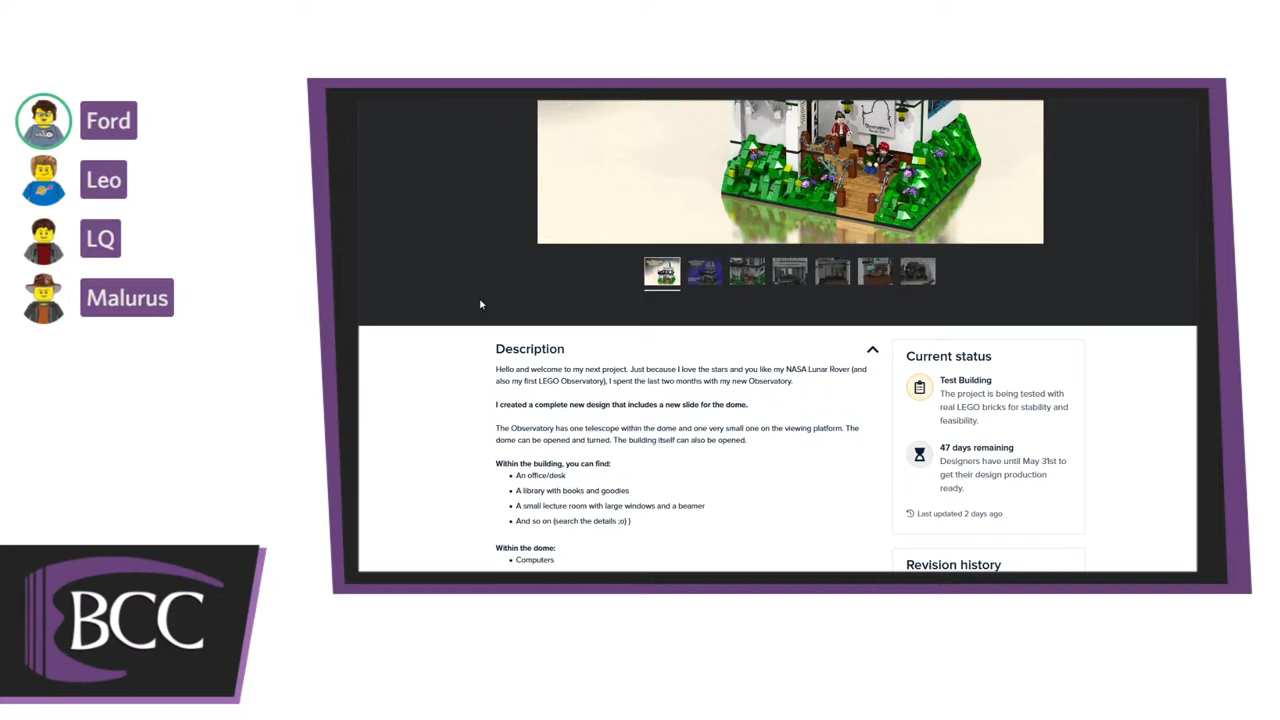 Ford
Leo
LQ
Malurus
BCC
Observatory
Description
Hello and welcome to my next project. Just because I love the stars and you like my NASA Lunar Rover (and
also my first LEGO Observatory), I spent the last two months with my new Observatory.
I created a complete new design that includes a new slide for the dome.
The Observatory has one telescope within the dome and one very small one on the viewing platform. The
dome can be opened and turned. The building itself can also be opened.
Within the building, you can find:
An office/desk
A library with books and goodies
A small lecture room with large windows and a beamer
And so on (search the details ;o) )
Within the dome:
Computers
Current status
Test Building
The project is being tested with
real LEGO bricks for stability and
feasibility.
47 days remaining
Designers have until May 31st to
get their design production
ready.
Last updated 2 days ago
Revision history